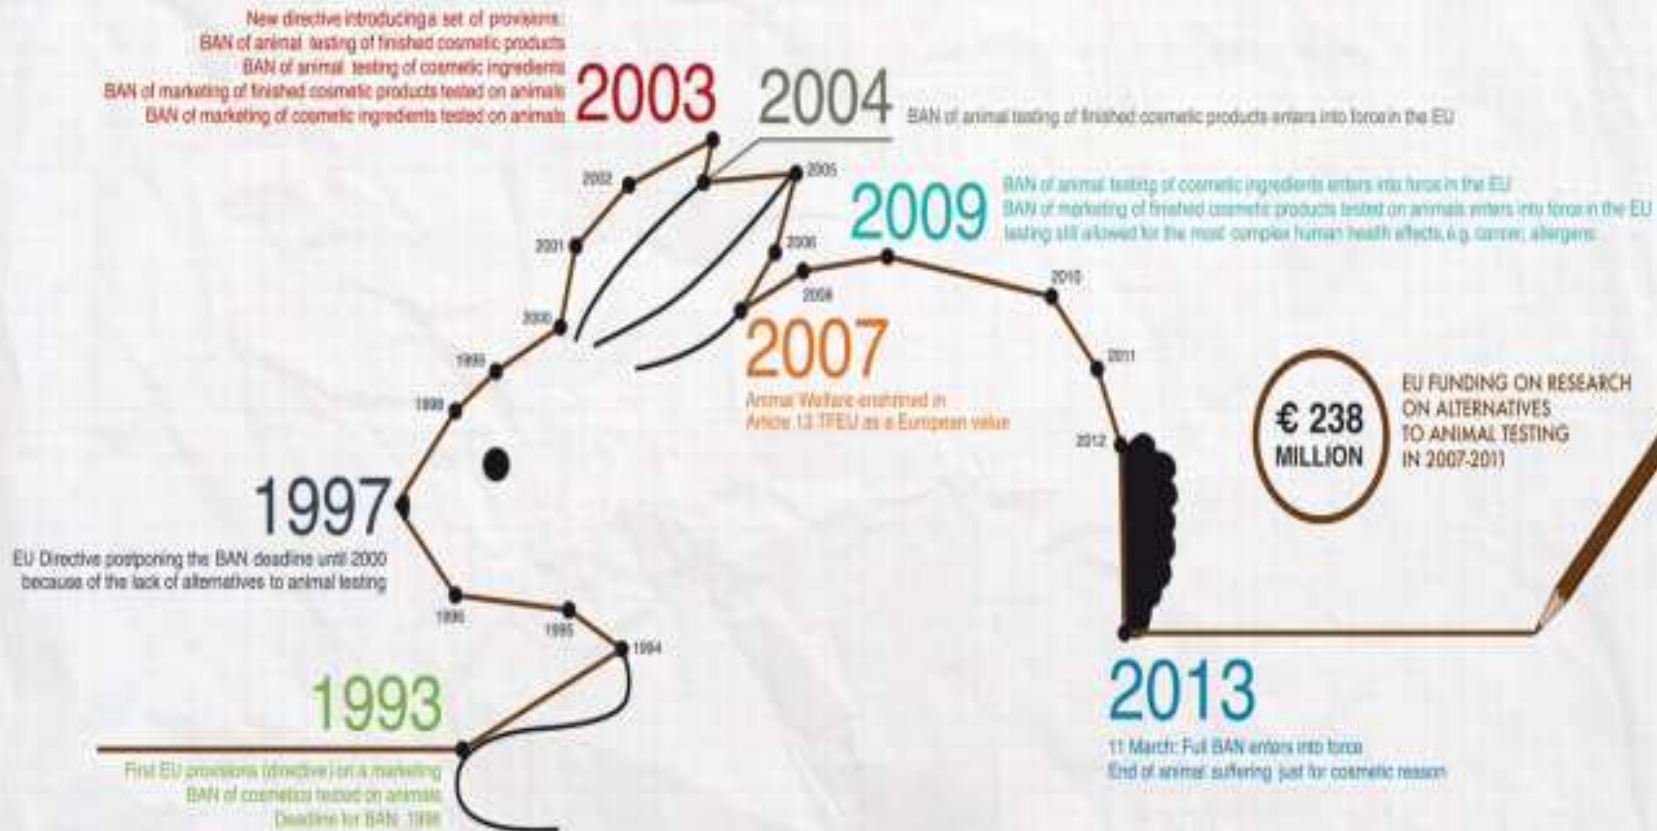 New directive introducing a set of provisions:
BAN of animal testing of finished cosmetic products
BAN of animal testing of cosmetic ingredients
BAN of marketing of finished cosmetic products tested on animals
BAN of marketing of cosmetic ingredients tested on animals
2003
2004
BAN of animal testing of finished cosmetic products enters into force in the EU
2002
2005
2009
BAN of animal testing of cosmetic ingredients enters into force in the EU
BAN of marketing of finished cosmetic products tested on animals enters into force in the EU
testing still allowed for the most complex human health effects, e.g. cancer, allergens
2001
2006
2008
2010
2000
2007
Animal Welfare enshrined in
Article 13 TFEU as a European value
1999
2011
1998
2012
€ 238
MILLION
EU FUNDING ON RESEARCH
ON ALTERNATIVES
TO ANIMAL TESTING
IN 2007-2011
1997
EU Directive postponing the BAN deadline until 2000
because of the lack of alternatives to animal testing
1996
1995
1994
1993
First EU provisions (directive) on a marketing
BAN of cosmetics tested on animals
Deadline for BAN: 1998
2013
11 March: Full BAN enters into force
End of animal suffering just for cosmetic reason